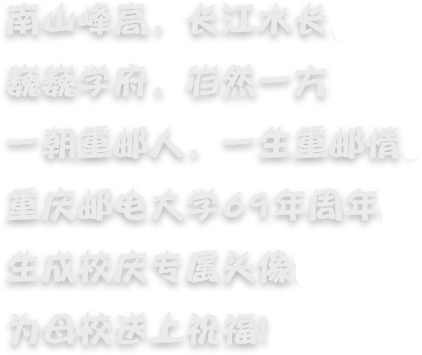 南山峰高，长江水长，
巍巍学府，伫然一方，
一朝重邮人，一生重邮情。
重庆邮电大学69年周年
生成校庆专属头像
为母校送上祝福!